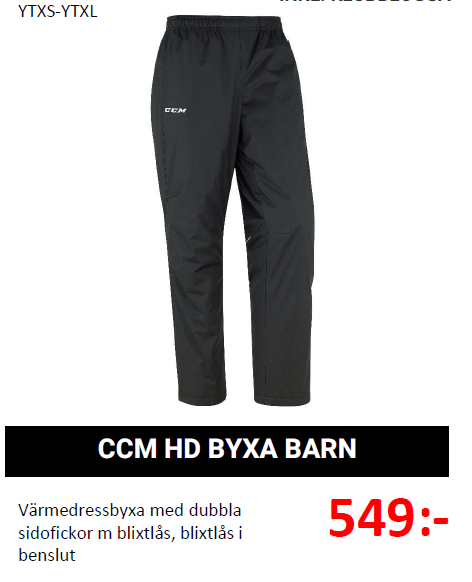 YTXS-YTXL
CCM
CCM HD BYXA BARN
Värmedressbyxa med dubbla
sidofickor m blixtlås, blixtlås i
benslut
549:-